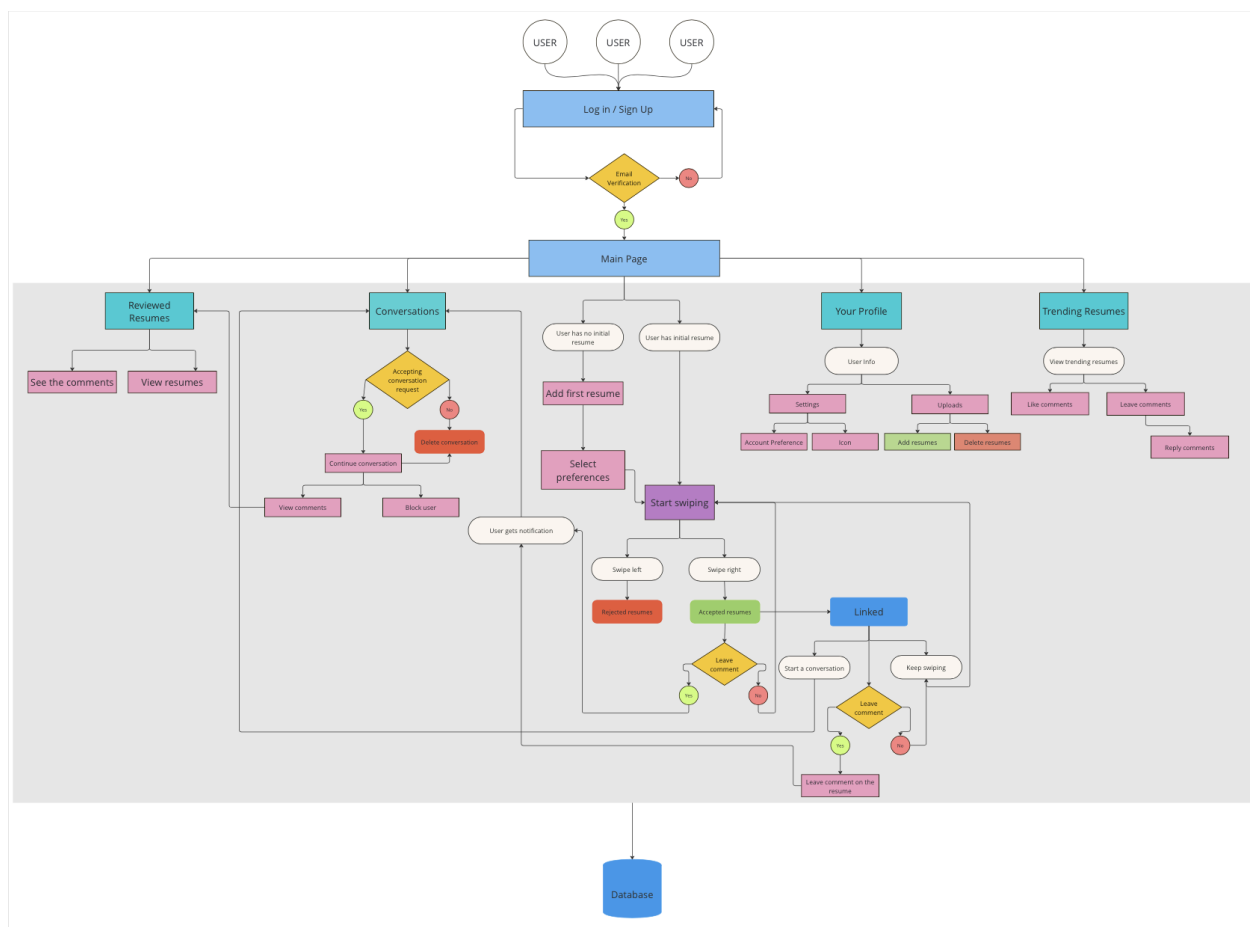 USER
USER
USER
Log in / Sign Up
Email
Verification
No
Yes
Main Page
Reviewed
Resumes
Conversations
Your Profile
Trending Resumes
User has no initial
resume
User has initial resume
User Info
View trending resumes
See the comments
View resumes
Accepting
conversation
request
Yes
No
Add first resume
Settings
Uploads
Like comments
Leave comments
Delete conversation
Account Preference
Icon
Add resumes
Delete resumes
Reply comments
Continue conversation
Select
preferences
View comments
Block user
Start swiping
User gets notification
Swipe left
Swipe right
Rejected resumes
Accepted resumes
Linked
Leave
comment
Start a conversation
Keep swiping
Yes
No
Leave
comment
Yes
No
Leave comment on the
resume
Database